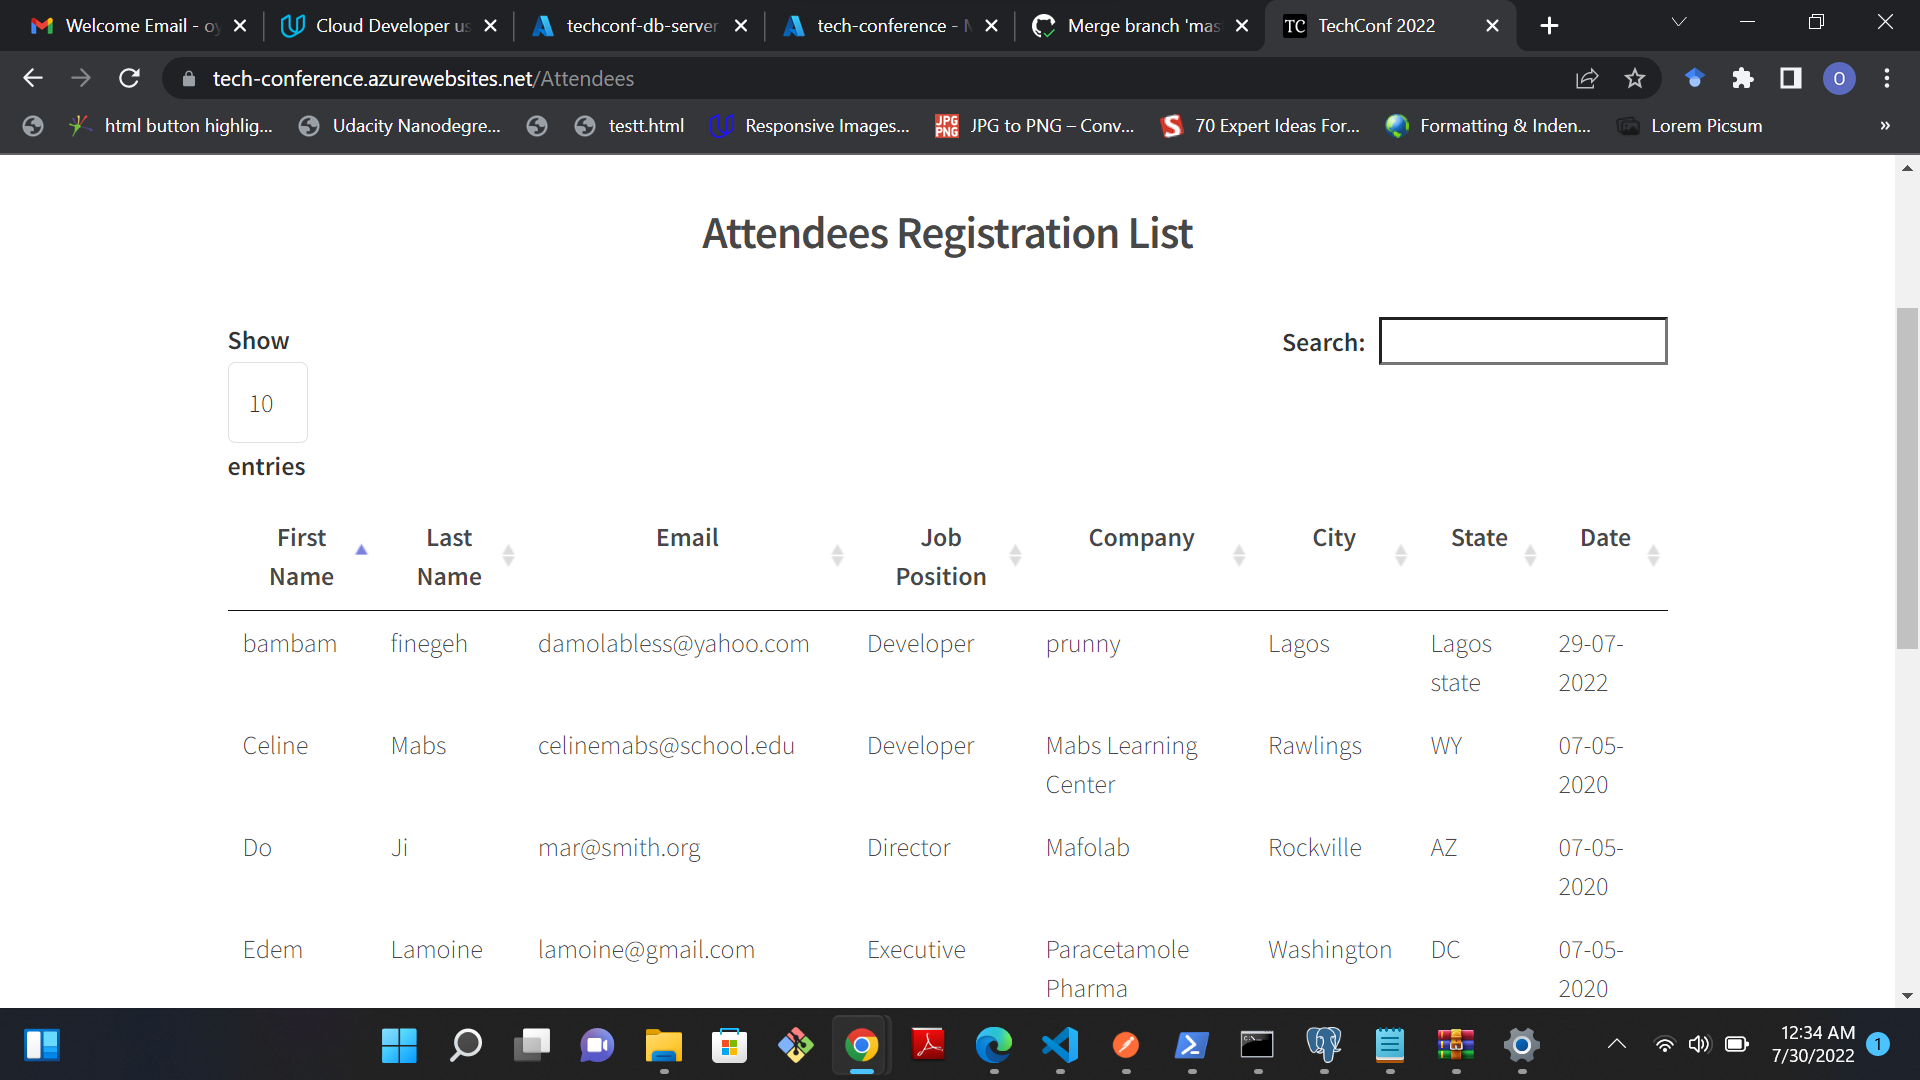 Welcome Email - oy
Cloud Developer us
techconf-db-server
tech-conference - M
Merge branch 'mas
TC TechConf 2022
tech-conference.azurewebsites.net/Attendees
O
html button highlig...
Udacity Nanodegre...
testt.html
Responsive Images...
JPG PNG JPG to PNG – Conv...
S 70 Expert Ideas For...
Formatting & Inden...
Lorem Picsum
»
Attendees Registration List
Show
10
entries
Search:
First Name Last Name Email Job Position Company City State Date
bambam finegeh damolabless@yahoo.com Developer prunny Lagos Lagos state 29-07-2022
Celine Mabs celinemabs@school.edu Developer Mabs Learning Center Rawlings WY 07-05-2020
Do Ji mar@smith.org Director Mafolab Rockville AZ 07-05-2020
Edem Lamoine lamoine@gmail.com Executive Paracetamole Pharma Washington DC 07-05-2020
12:34 AM
7/30/2022
1